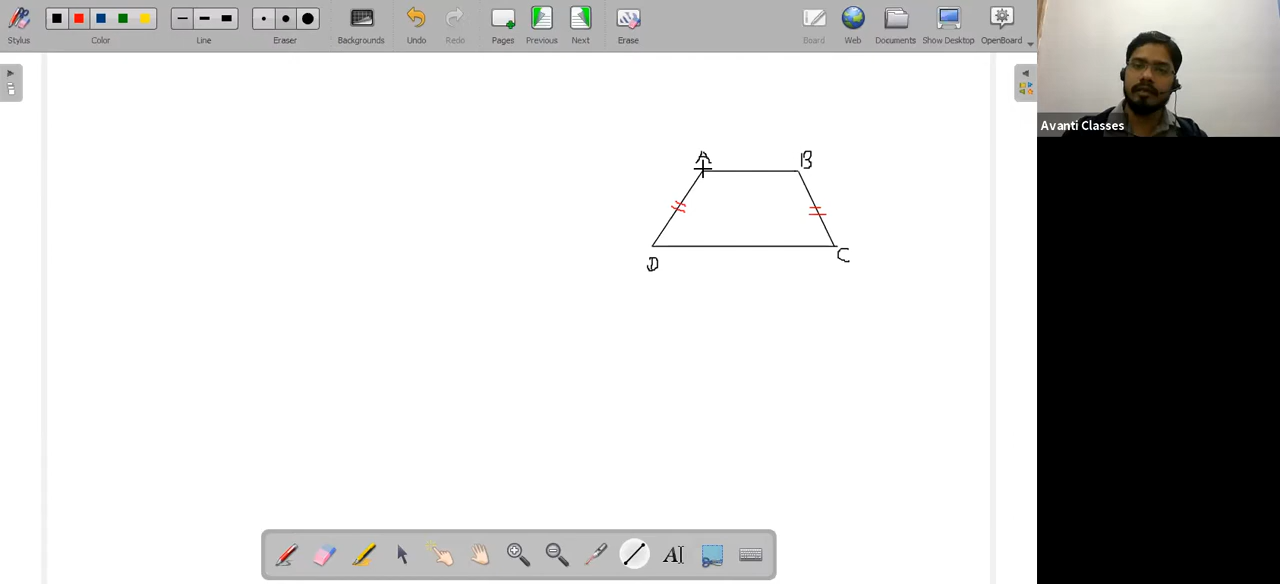 Stylus Color Line Eraser Backgrounds Undo Redo Pages Previous Next Erase Board Web Documents Show Desktop OpenBoard
Avanti Classes
A B
D C
A